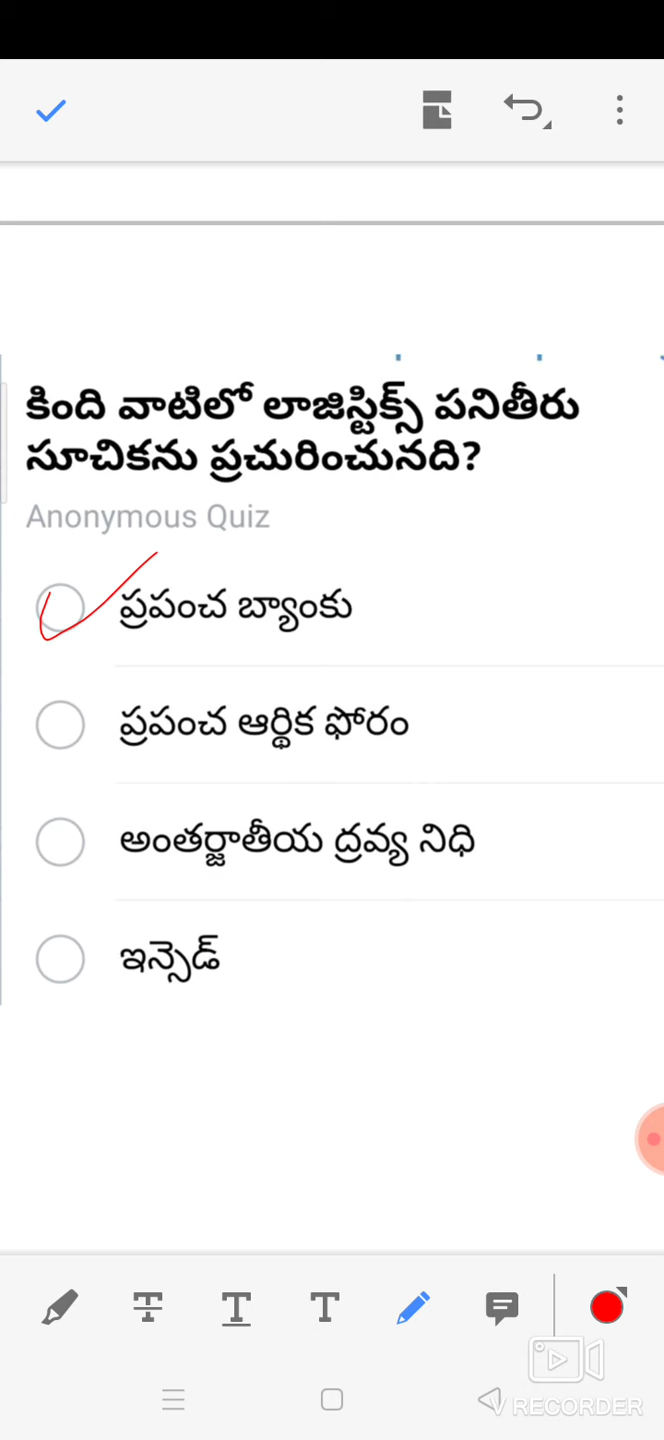 కింది వాటిలో లాజిస్టిక్స్ పనితీరు
సూచికను ప్రచురించునది?
Anonymous Quiz
ప్రపంచ బ్యాంకు
ప్రపంచ ఆర్థిక ఫోరం
అంతర్జాతీయ ద్రవ్య నిధి
ఇన్సెడ్
T
T
T
V RECORDER